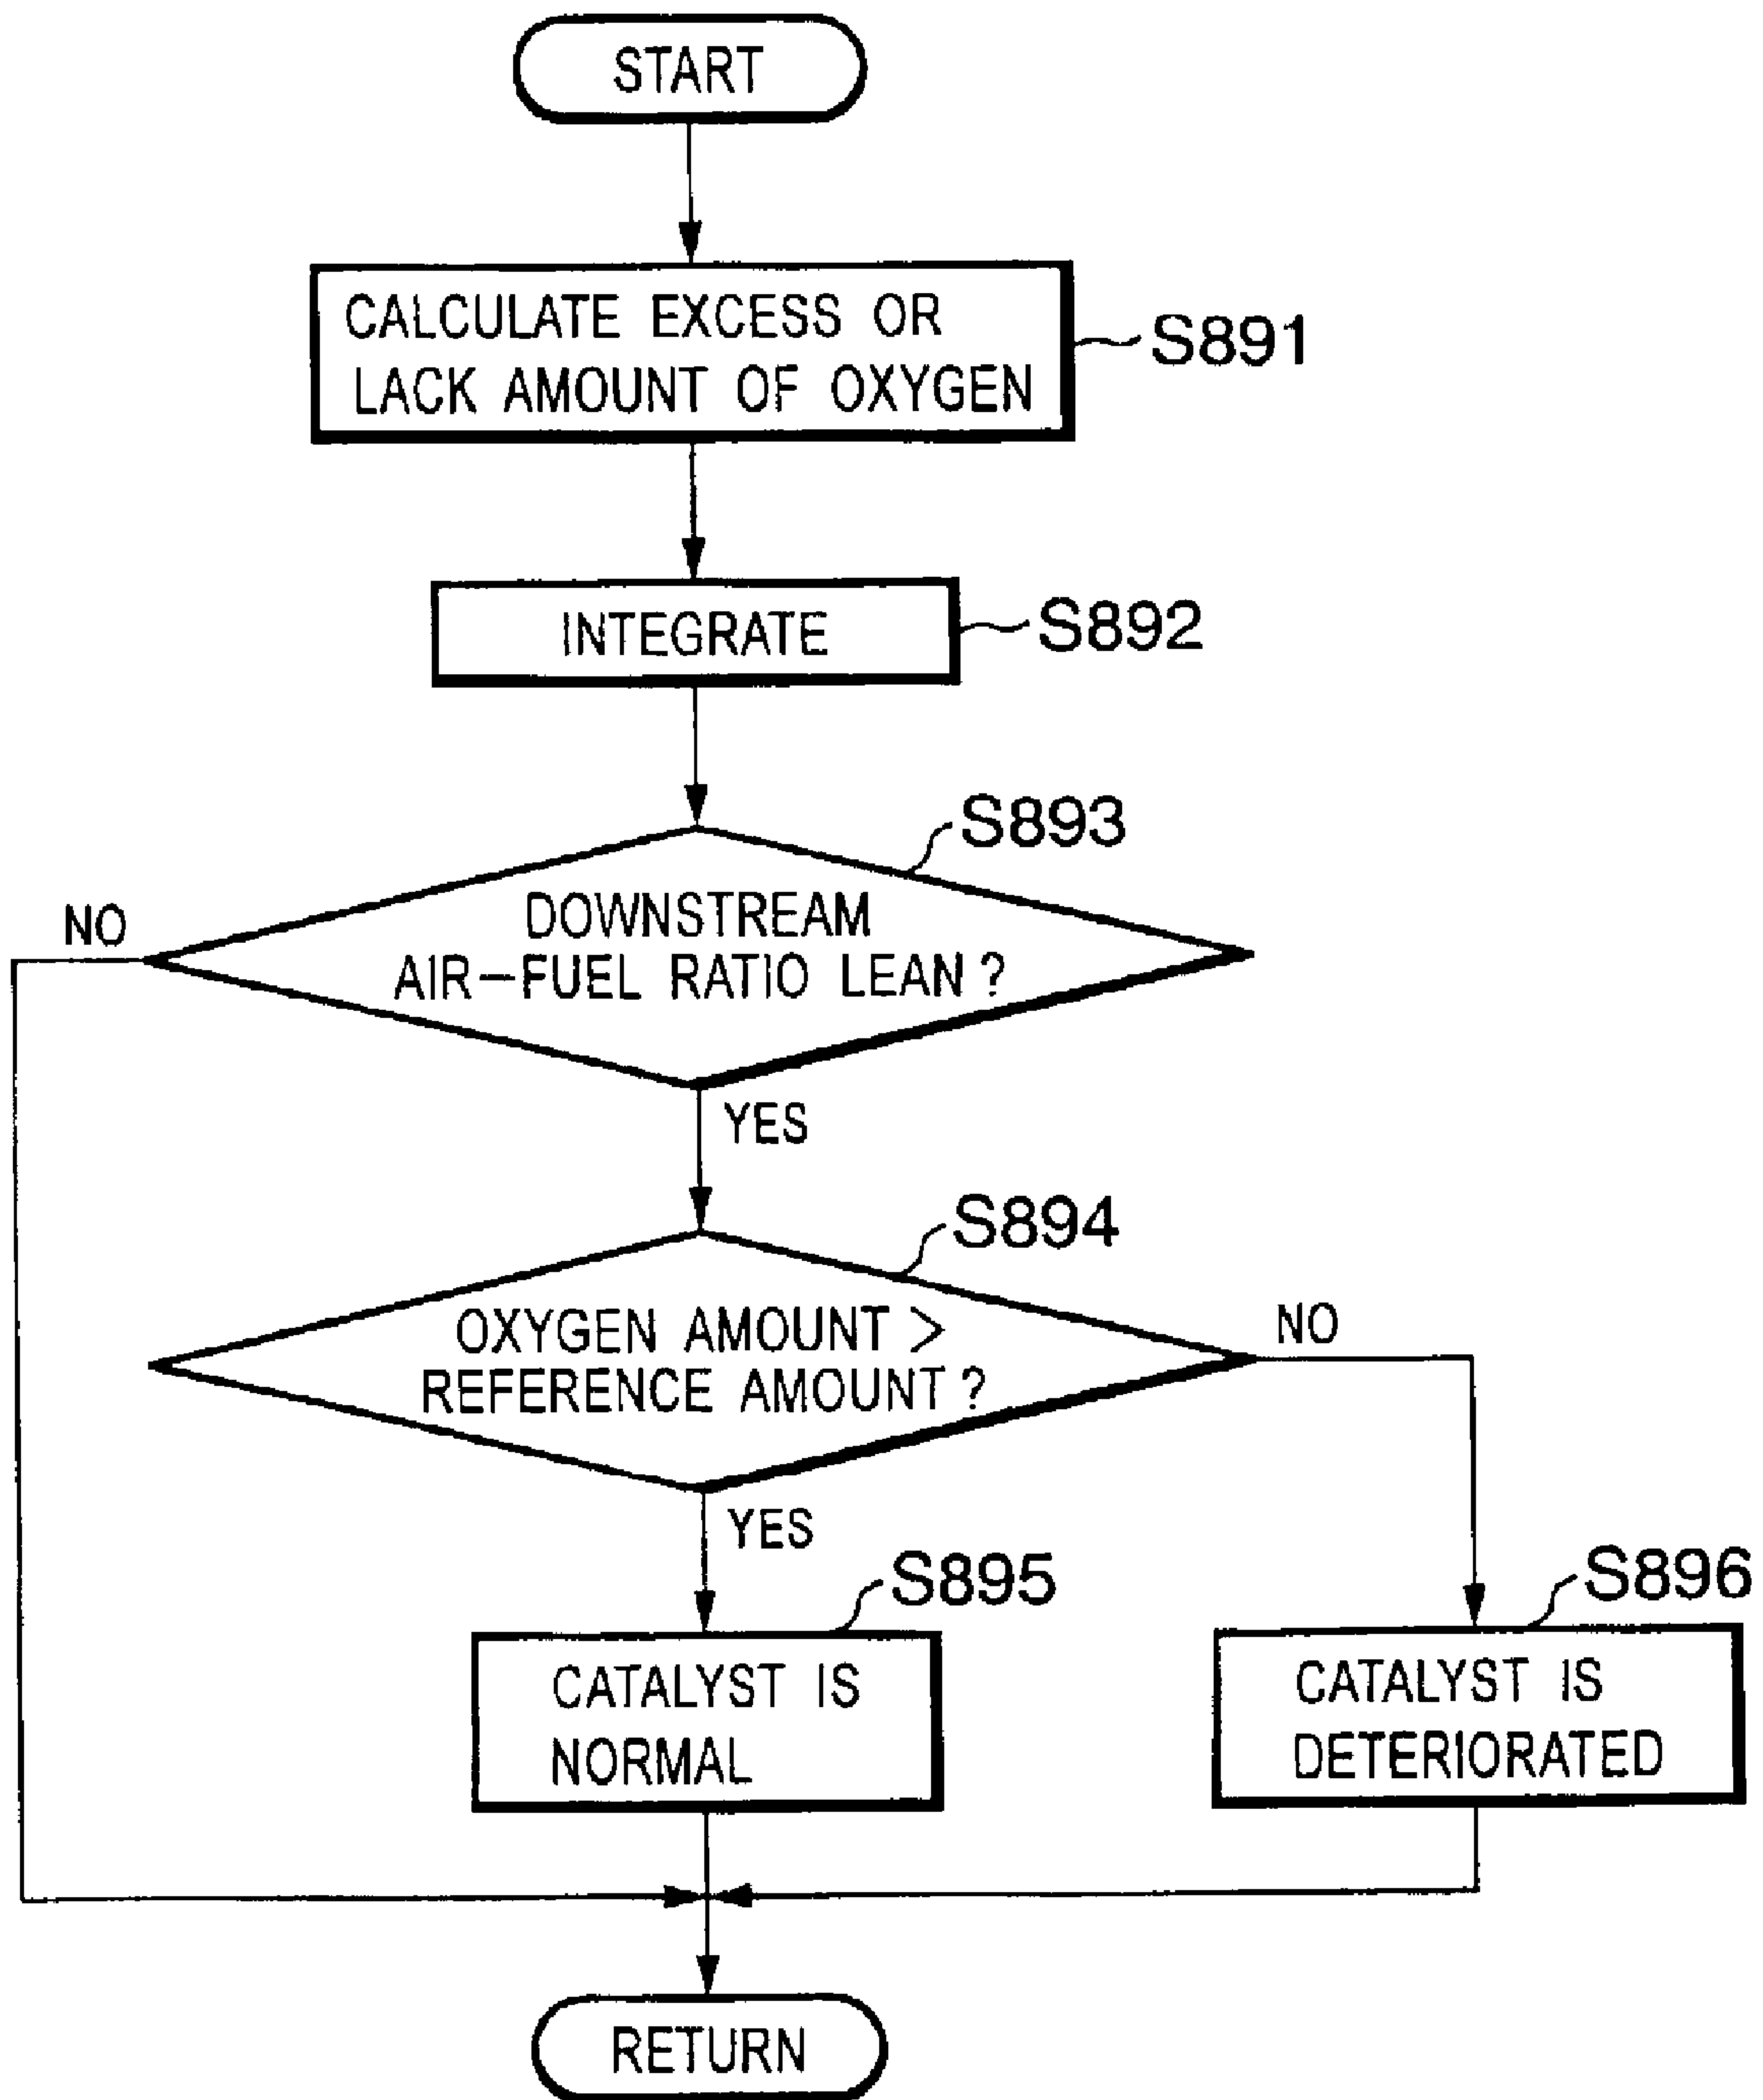 START
CALCULATE EXCESS OR
LACK AMOUNT OF OXYGEN
S891
INTEGRATE
S892
S893
DOWNSTREAM
AIR-FUEL RATIO LEAN?
NO
YES
S894
OXYGEN AMOUNT >
REFERENCE AMOUNT?
NO
YES
S895
CATALYST IS
NORMAL
S896
CATALYST IS
DETERIORATED
RETURN